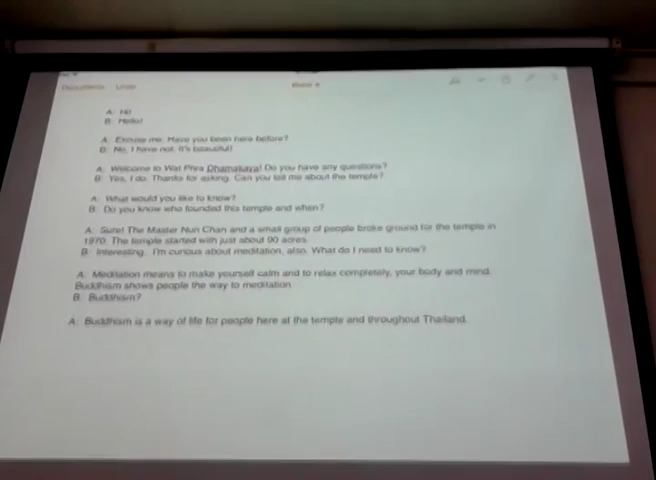 Documents Undo
A: Hi!
B: Hello!
A: Excuse me. Have you been here before?
B: No, I have not. It's beautiful!
A: Welcome to Wat Phra Dhamakaya! Do you have any questions?
B: Yes, I do. Thanks for asking. Can you tell me about the temple?
A: What would you like to know?
B: Do you know who founded this temple and when?
A: Sure! The Master Nun Chan and a small group of people broke ground for the temple in
1970. The temple started with just about 90 acres.
B: Interesting. I'm curious about meditation, also. What do I need to know?
A: Meditation means to make yourself calm and to relax completely, your body and mind.
Buddhism shows people the way to meditation.
B: Buddhism?
A: Buddhism is a way of life for people here at the temple and throughout Thailand.